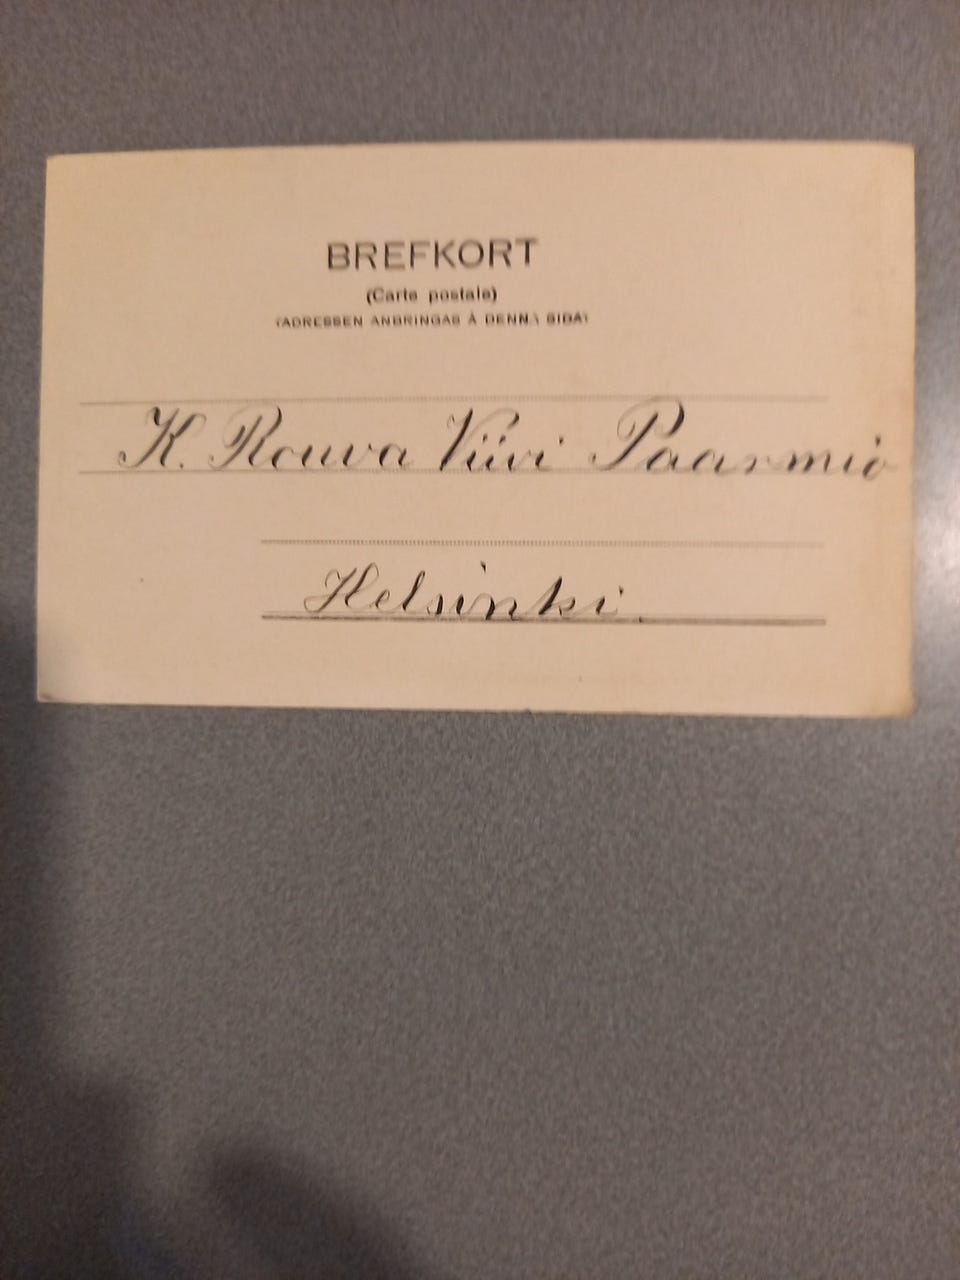 BREFKORT
(Carte postale)
(ADRESSEN ANBRINGAS Å DENNA SIDA)
K. Rouva Viivi Paarmio
Helsinki.